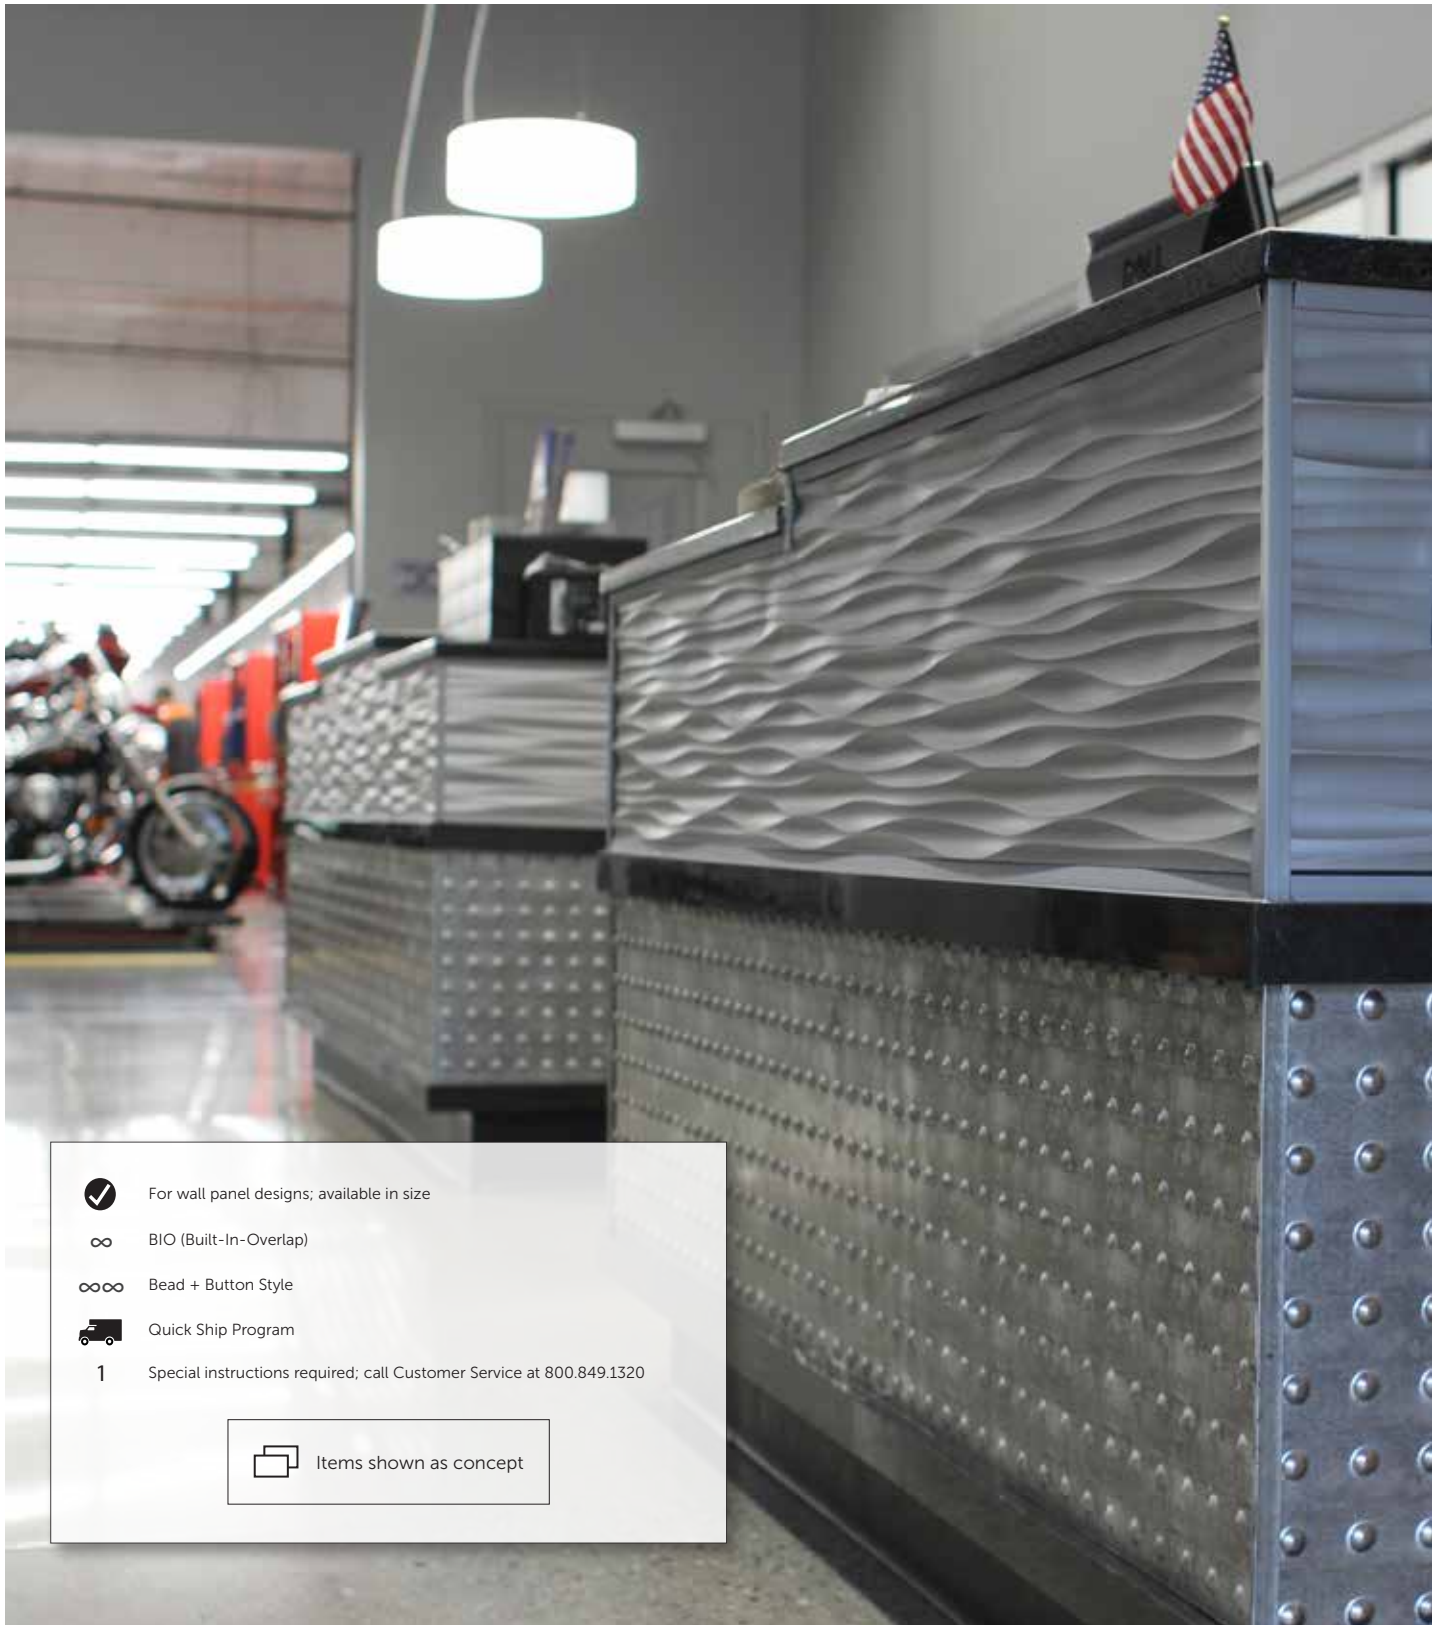 DELL
For wall panel designs; available in size
∞ BIO (Built-In-Overlap)
∞∞ Bead + Button Style
Quick Ship Program
1 Special instructions required; call Customer Service at 800.849.1320
Items shown as concept